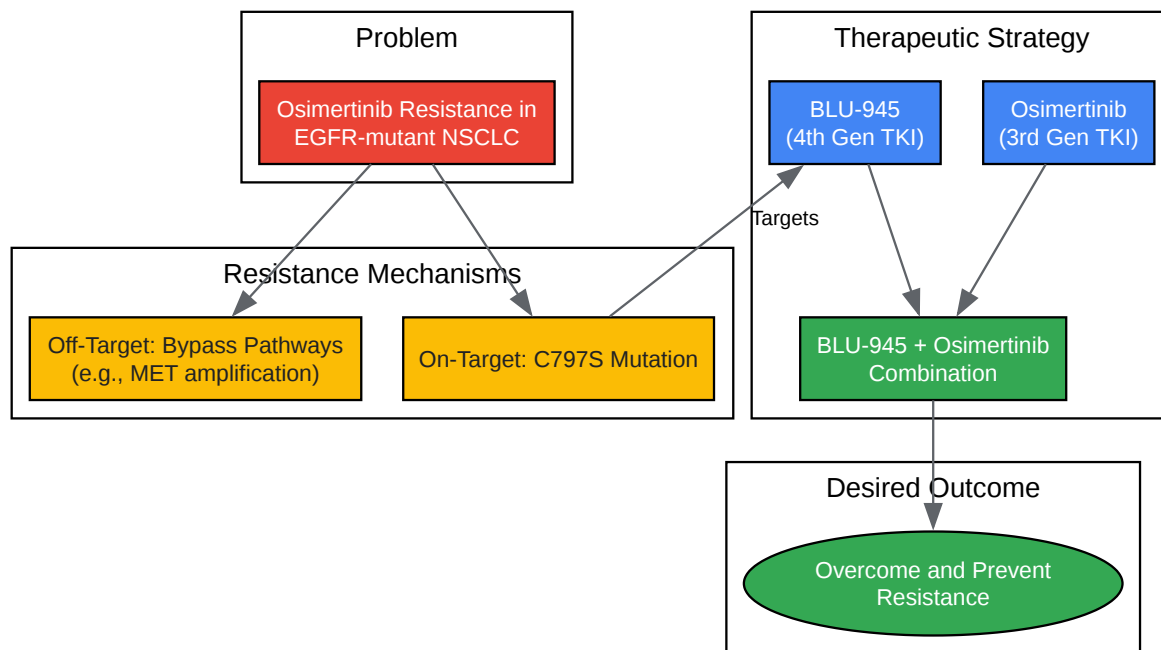 Problem
Osimertinib Resistance in
EGFR-mutant NSCLC
Therapeutic Strategy
BLU-945
(4th Gen TKI)
Osimertinib
(3rd Gen TKI)
Targets
Resistance Mechanisms
Off-Target: Bypass Pathways
(e.g., MET amplification)
On-Target: C797S Mutation
BLU-945 + Osimertinib
Combination
Desired Outcome
Overcome and Prevent
Resistance